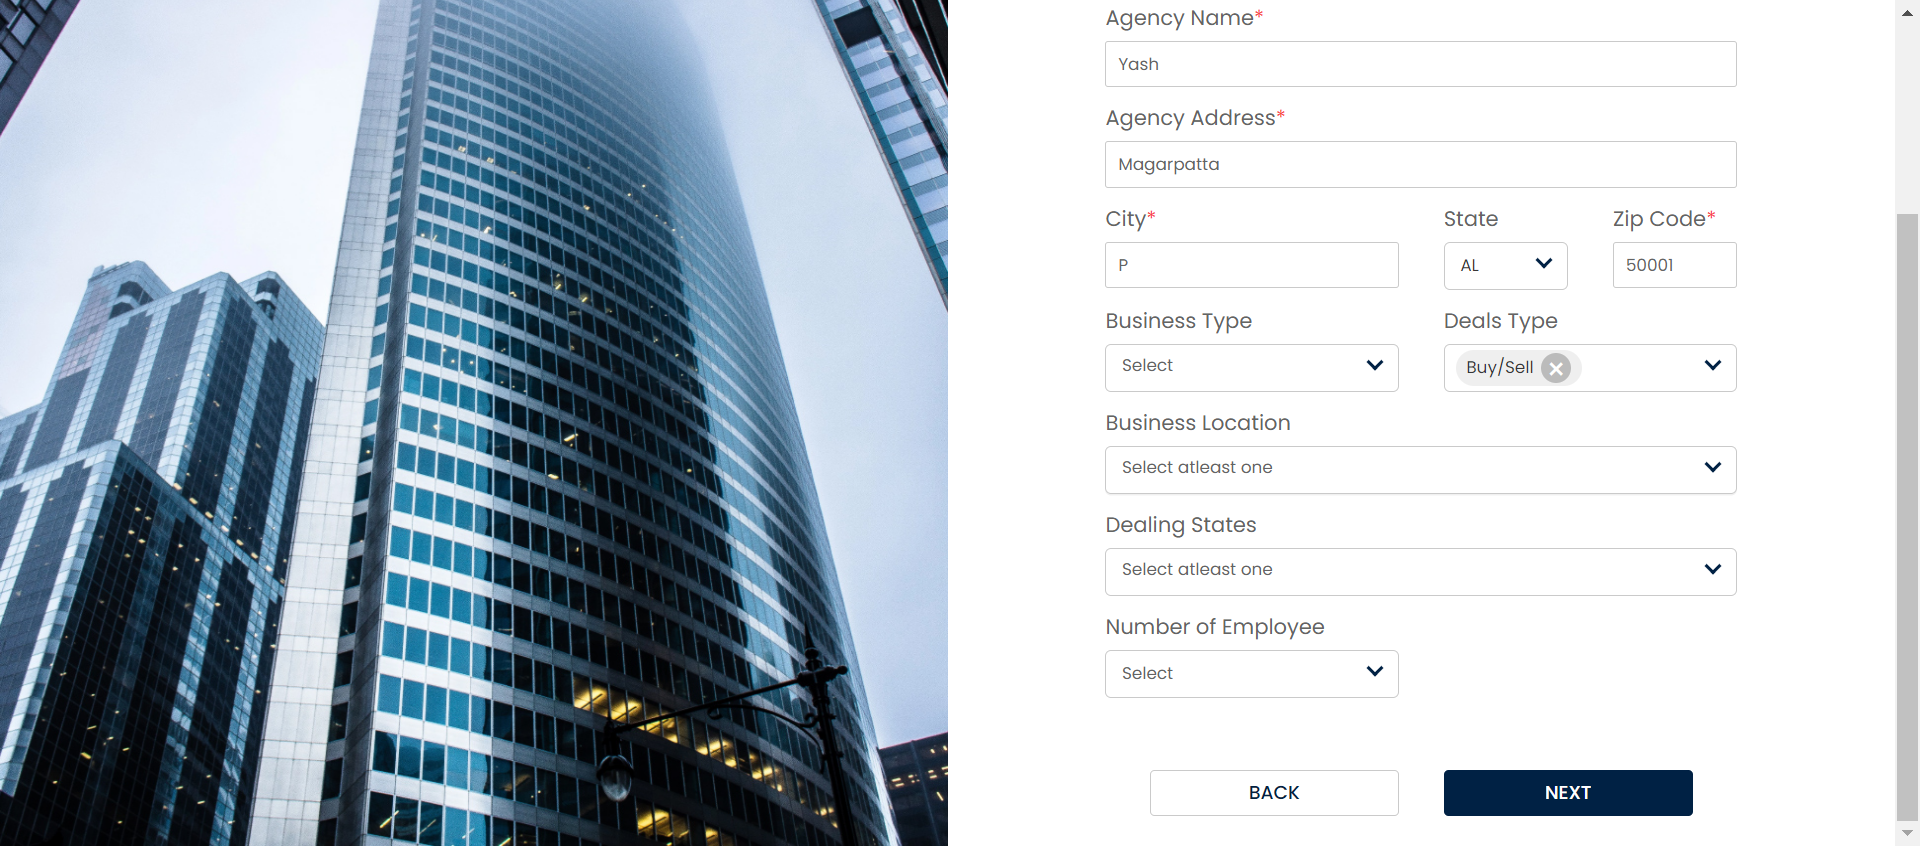 Agency Name*
Yash
Agency Address*
Magarpatta
City* State Zip Code*
P AL 50001
Business Type Deals Type
Select Buy/Sell
Business Location
Select atleast one
Dealing States
Select atleast one
Number of Employee
Select
BACK NEXT